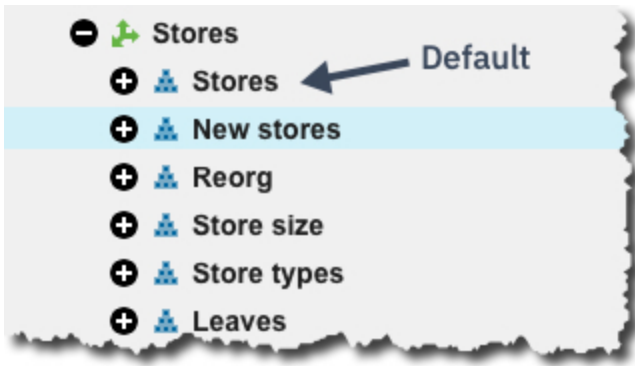 Stores
Stores
Default
New stores
Reorg
Store size
Store types
Leaves